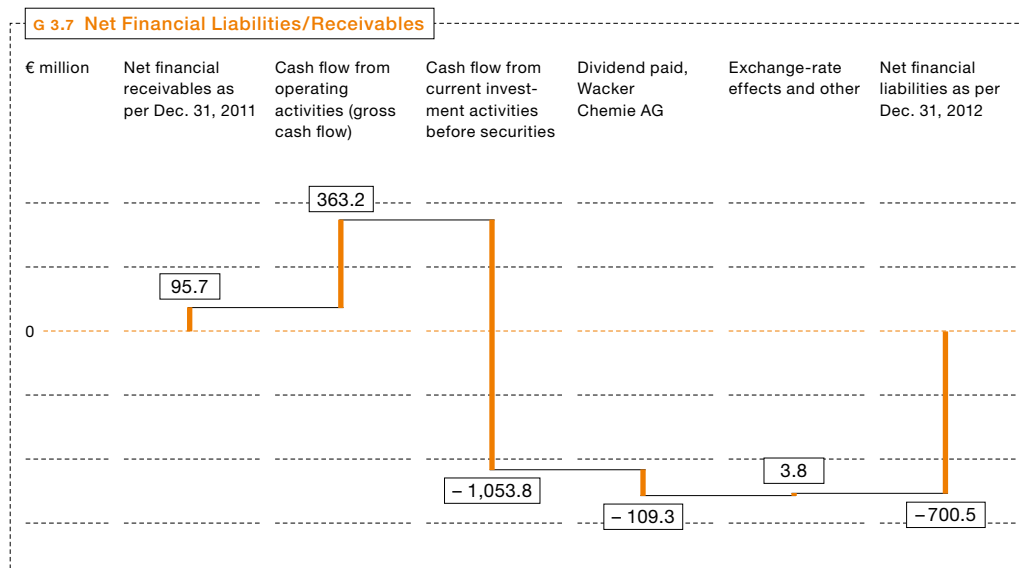 G 3.7 Net Financial Liabilities/Receivables
€ million
Net financial
receivables as
per Dec. 31, 2011
Cash flow from
operating
activities (gross
cash flow)
Cash flow from
current invest-
ment activities
before securities
Dividend paid,
Wacker
Chemie AG
Exchange-rate
effects and other
Net financial
liabilities as per
Dec. 31, 2012
363.2
95.7
0
3.8
– 1,053.8
– 109.3
–700.5